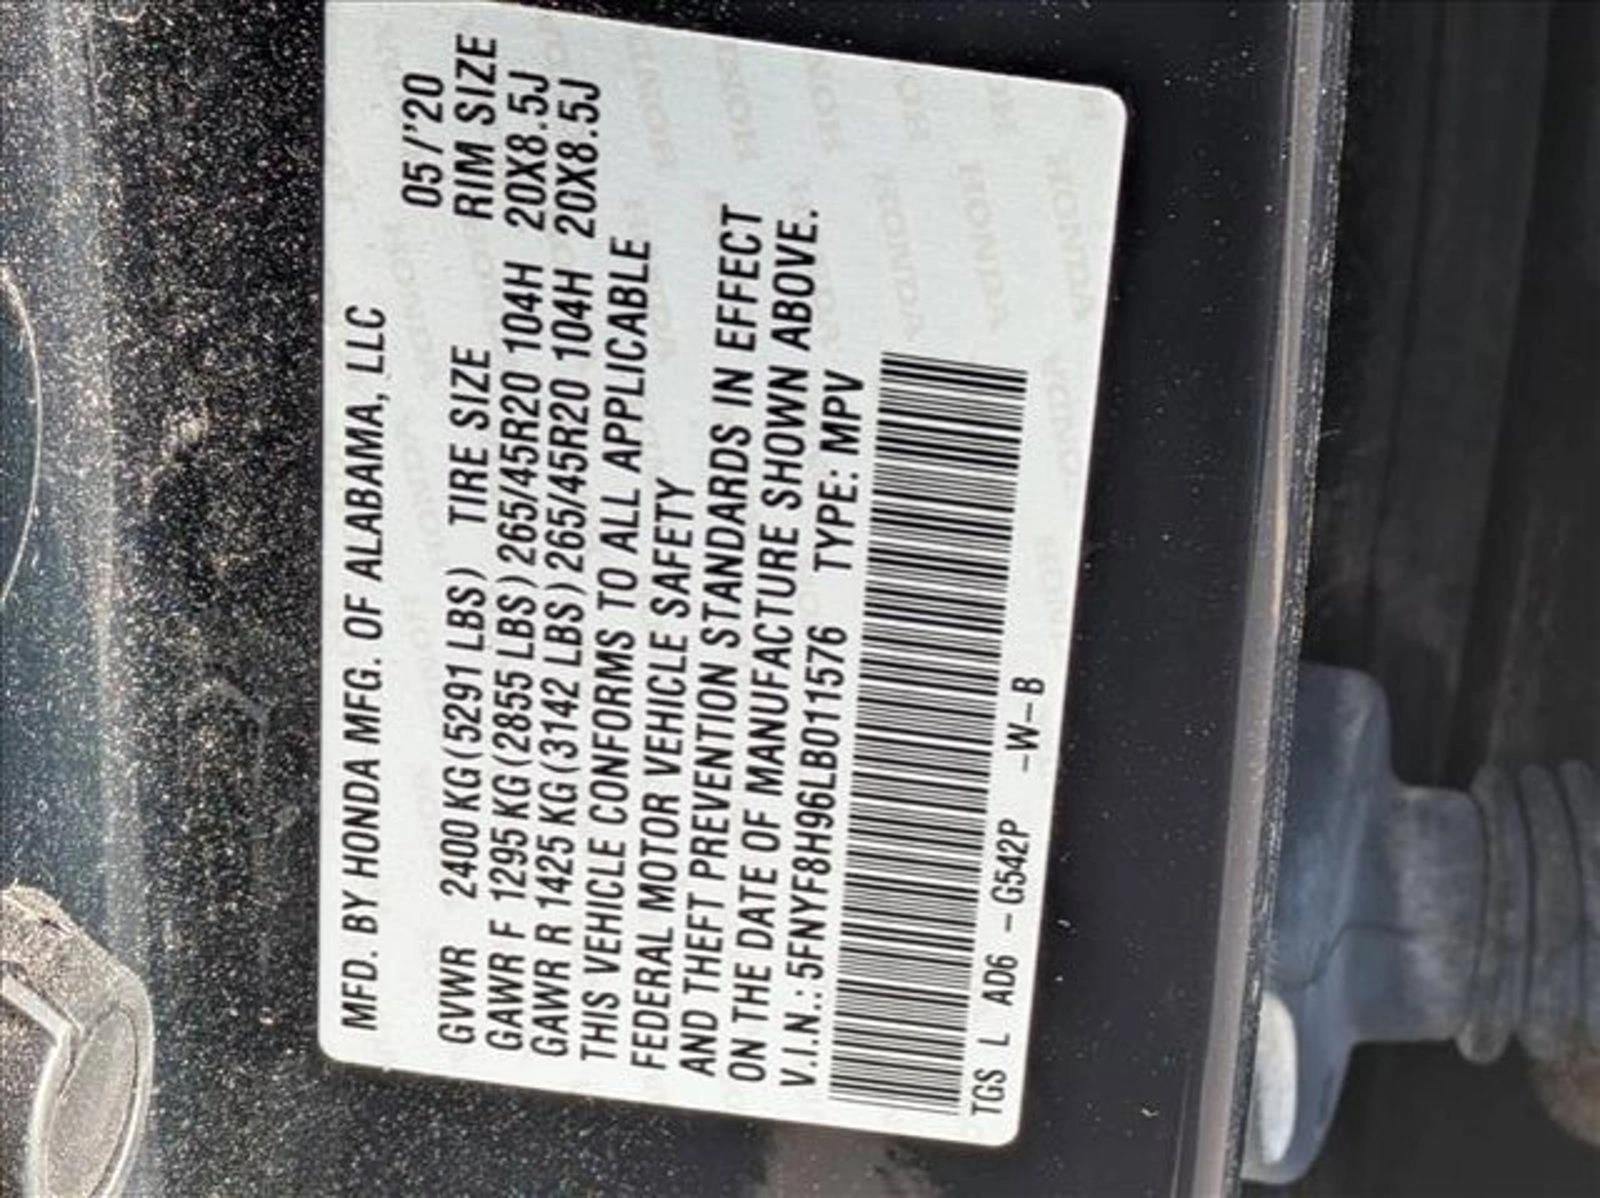 MFD. BY HONDA MFG. OF ALABAMA, LLC
05/'20
GVWR 2400 KG (5291 LBS) TIRE SIZE RIM SIZE
GAWR F 1295 KG (2855 LBS) 265/45R20 104H 20X8.5J
GAWR R 1425 KG (3142 LBS) 265/45R20 104H 20X8.5J
THIS VEHICLE CONFORMS TO ALL APPLICABLE
FEDERAL MOTOR VEHICLE SAFETY
AND THEFT PREVENTION STANDARDS IN EFFECT
ON THE DATE OF MANUFACTURE SHOWN ABOVE.
V.I.N.: 5FNYF8H96LB011576 TYPE: MPV
TGS L AD6 -G542P -W-B